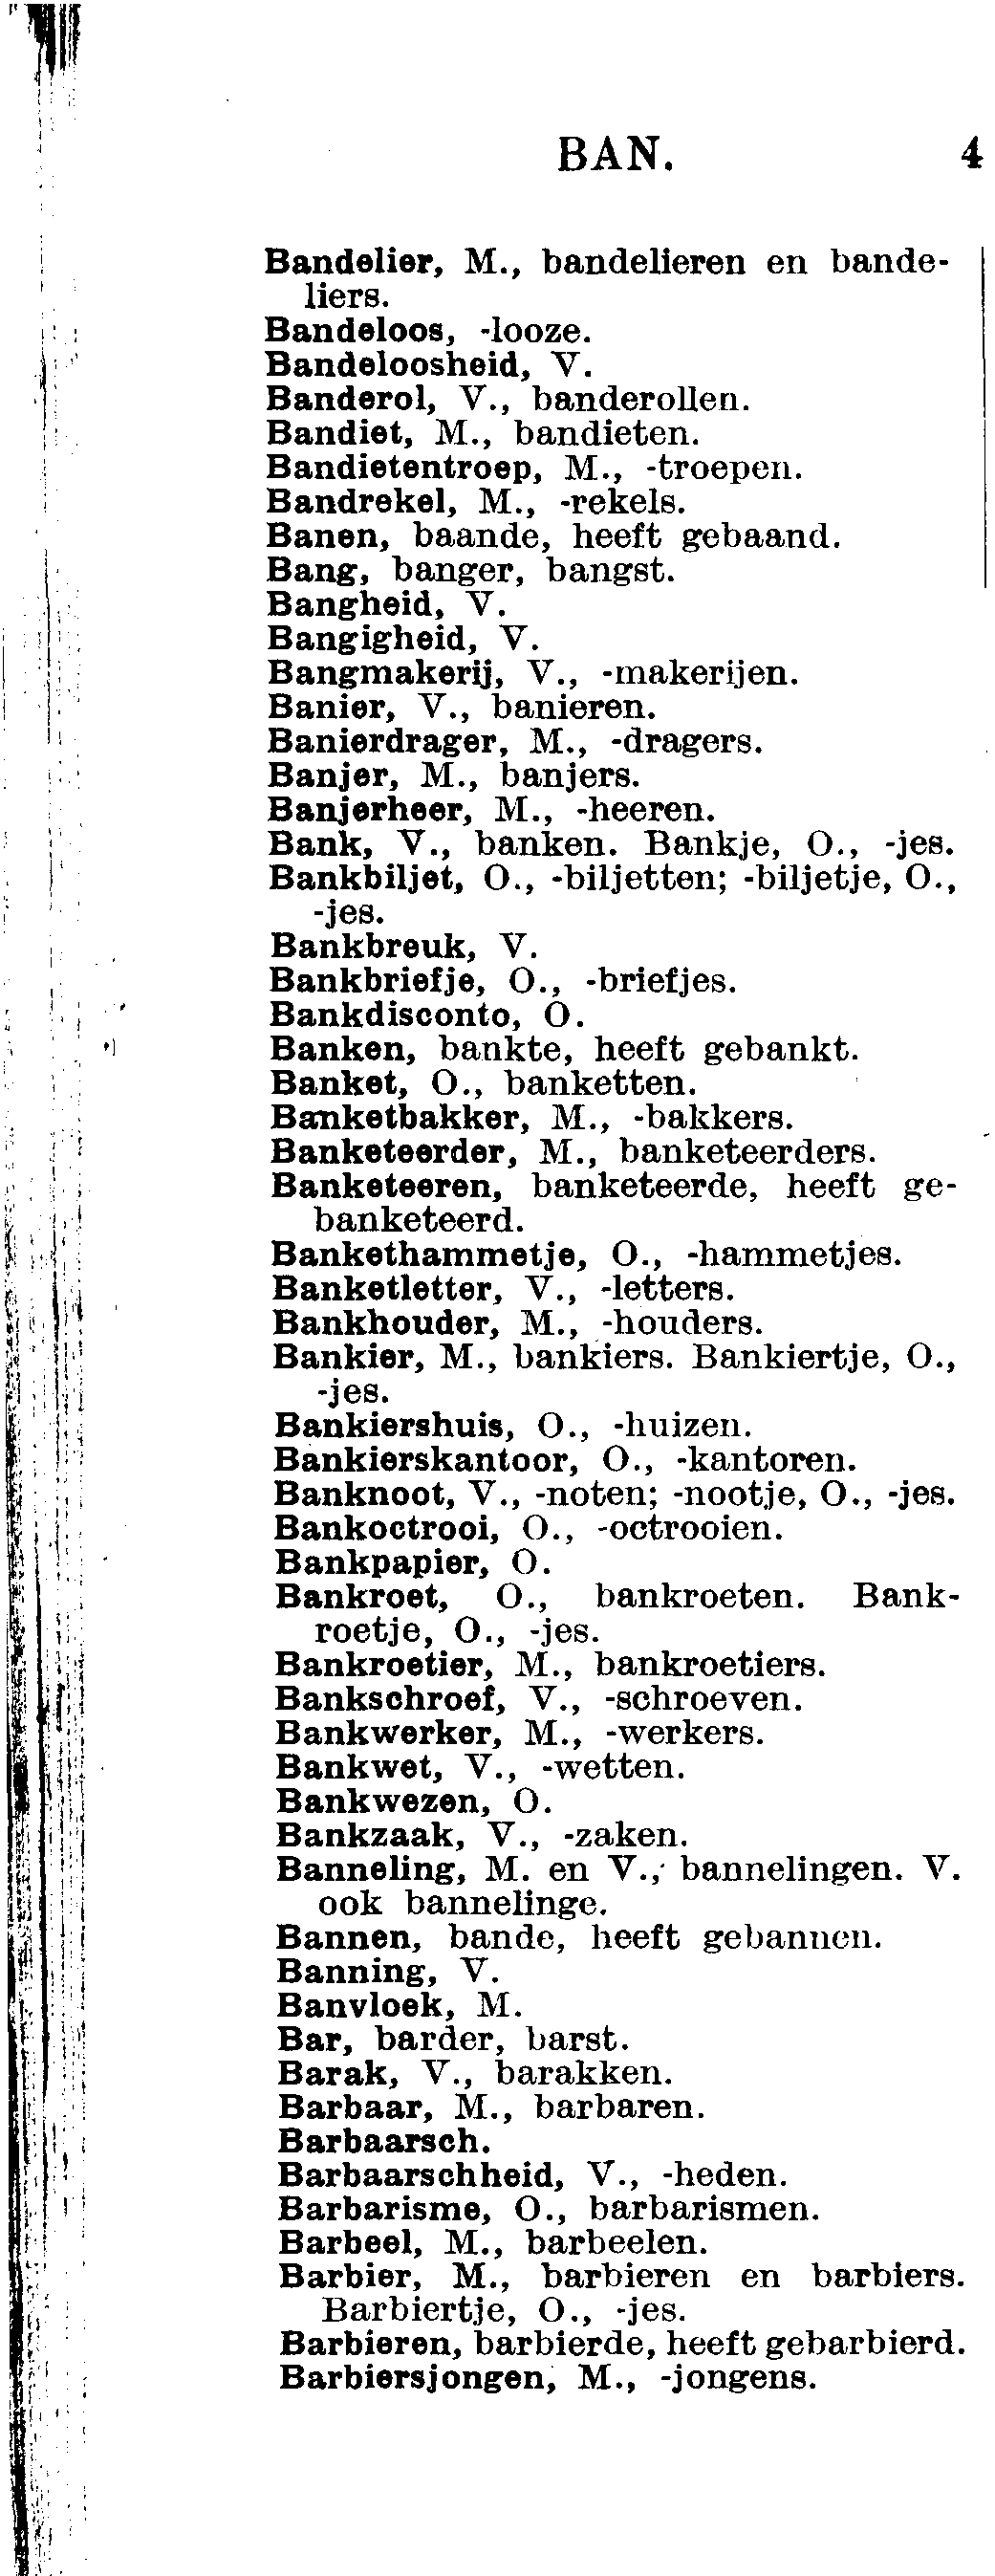 BAN. 4
Bandelier, M., bandelieren en bande-
liers.
Bandeloos, -looze.
Bandeloosheid, V.
Banderol, V., banderollen.
Bandiet, M., bandieten.
Bandietentroep, M., -troepen.
Bandrekel, M., -rekels.
Banen, baande, heeft gebaand.
Bang, banger, bangst.
Bangheid, V.
Bangigheid, V.
Bangmakerij, V., -makerijen.
Banier, V., banieren.
Banierdrager, M., -dragers.
Banjer, M., banjers.
Banjerheer, M., -heeren.
Bank, V., banken. Bankje, O., -jes.
Bankbiljet, O., -biljetten; -biljetje, O.,
-jes.
Bankbreuk, V.
Bankbriefje, O., -briefjes.
Bankdisconto, O.
Banken, bankte, heeft gebankt.
Banket, O., banketten.
Banketbakker, M., -bakkers.
Banketeerder, M., banketeerders.
Banketeeren, banketeerde, heeft ge-
banketeerd.
Bankethammetje, O., -hammetjes.
Banketletter, V., -letters.
Bankhouder, M., -houders.
Bankier, M., bankiers. Bankiertje, O.,
-jes.
Bankiershuis, O., -huizen.
Bankierskantoor, O., -kantoren.
Banknoot, V., -noten; -nootje, O., -jes.
Bankoctrooi, O., -octrooien.
Bankpapier, O.
Bankroet, O., bankroeten. Bank-
roetje, O., -jes.
Bankroetier, M., bankroetiers.
Bankschroef, V., -schroeven.
Bankwerker, M., -werkers.
Bankwet, V., -wetten.
Bankwezen, O.
Bankzaak, V., -zaken.
Banneling, M. en V., bannelingen. V.
ook bannelinge.
Bannen, bande, heeft gebannen.
Banning, V.
Banvloek, M.
Bar, barder, barst.
Barak, V., barakken.
Barbaar, M., barbaren.
Barbaarsch.
Barbaarschheid, V., -heden.
Barbarisme, O., barbarismen.
Barbeel, M., barbeelen.
Barbier, M., barbieren en barbiers.
Barbiertje, O., -jes.
Barbieren, barbierde, heeft gebarbierd.
Barbiersjongen, M., -jongens.